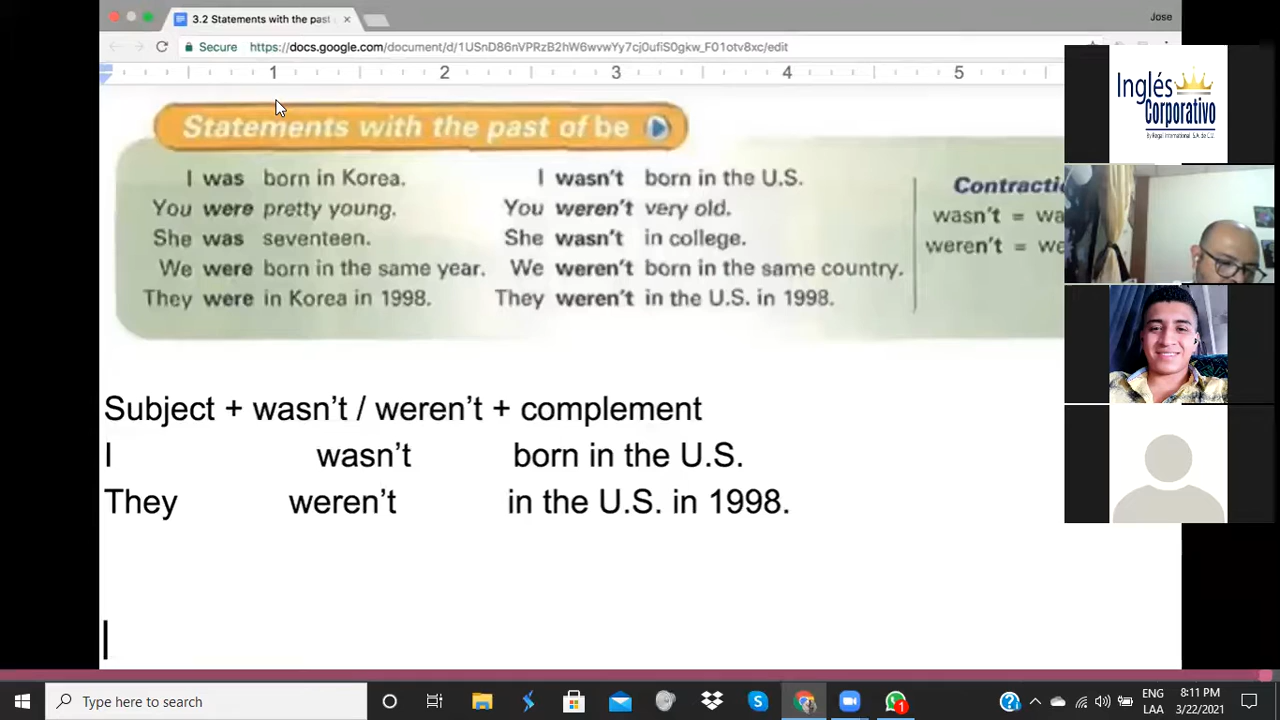 3.2 Statements with the past
Jose
Secure
https://docs.google.com/document/d/1USnD86nVPRzB2hW6wvwYy7cj0ufiS0gkw_F01otv8xc/edit
1 2 3 4 5
Statements with the past of be
I was born in Korea. I wasn't born in the U.S.
You were pretty young. You weren't very old.
She was seventeen. She wasn't in college.
We were born in the same year. We weren't born in the same country.
They were in Korea in 1998. They weren't in the U.S. in 1998.
Contracti
wasn't = wa
weren't = we
Subject + wasn't / weren't + complement
I wasn't born in the U.S.
They weren't in the U.S. in 1998.
Inglés
Corporativo
By Regal International, S.A. de C.V.
Type here to search
1
ENG
LAA
8:11 PM
3/22/2021